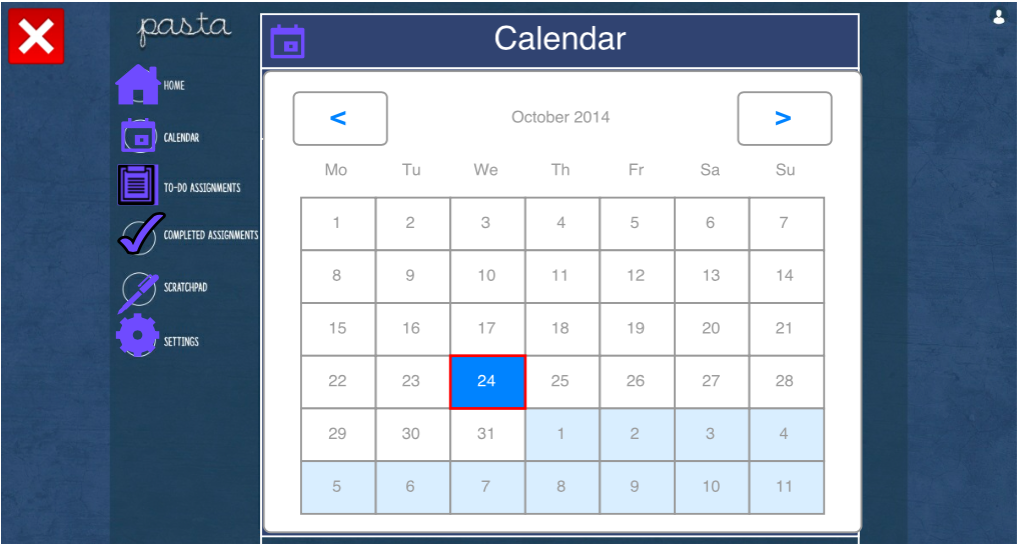 pasta
HOME
CALENDAR
TO-DO ASSIGNMENTS
COMPLETED ASSIGNMENTS
SCRATCHPAD
SETTINGS
Calendar
< October 2014 >
Mo Tu We Th Fr Sa Su
1 2 3 4 5 6 7
8 9 10 11 12 13 14
15 16 17 18 19 20 21
22 23 24 25 26 27 28
29 30 31 1 2 3 4
5 6 7 8 9 10 11